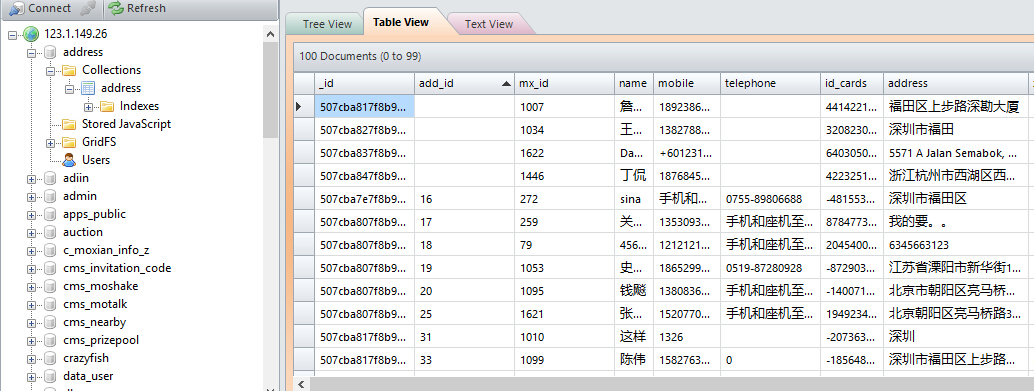 Connect Refresh
123.1.149.26
address
Collections
address
Indexes
Stored JavaScript
GridFS
Users
adiin
admin
apps_public
auction
c_moxian_info_z
cms_invitation_code
cms_moshake
cms_motalk
cms_nearby
cms_prizepool
crazyfish
data_user
Tree View Table View Text View
100 Documents (0 to 99)
_id add_id mx_id name mobile telephone id_cards address
507cba817f8b9... 1007 詹... 1892386... 4414221... 福田区上步路深勘大厦
507cba827f8b9... 1034 王... 1382788... 3208230... 深圳市福田
507cba837f8b9... 1622 Da... +601231... 6403050... 5571 A Jalan Semabok, ...
507cba847f8b9... 1446 丁侃 1876845... 4223251... 浙江杭州市西湖区西...
507cba7e7f8b9... 16 272 sina 手机和... 0755-89806688 -481553... 深圳市福田区
507cba807f8b9... 17 259 关... 1353093... 手机和座机至... 8784773... 我的要。。
507cba807f8b9... 18 79 456... 1212121... 手机和座机至... 2045400... 6345663123
507cba807f8b9... 19 1053 史... 1865299... 0519-87280928 -872903... 江苏省溧阳市新华街1...
507cba807f8b9... 20 1095 钱飚 1380836... 手机和座机至... -140071... 北京市朝阳区亮马桥...
507cba807f8b9... 25 1621 张... 1520770... 手机和座机至... 1949234... 北京朝阳区亮马桥路3...
507cba817f8b9... 31 1010 这样 1326 -207363... 深圳
507cba817f8b9... 33 1099 陈伟 1582763... 0 -185648... 深圳市福田区上步路...